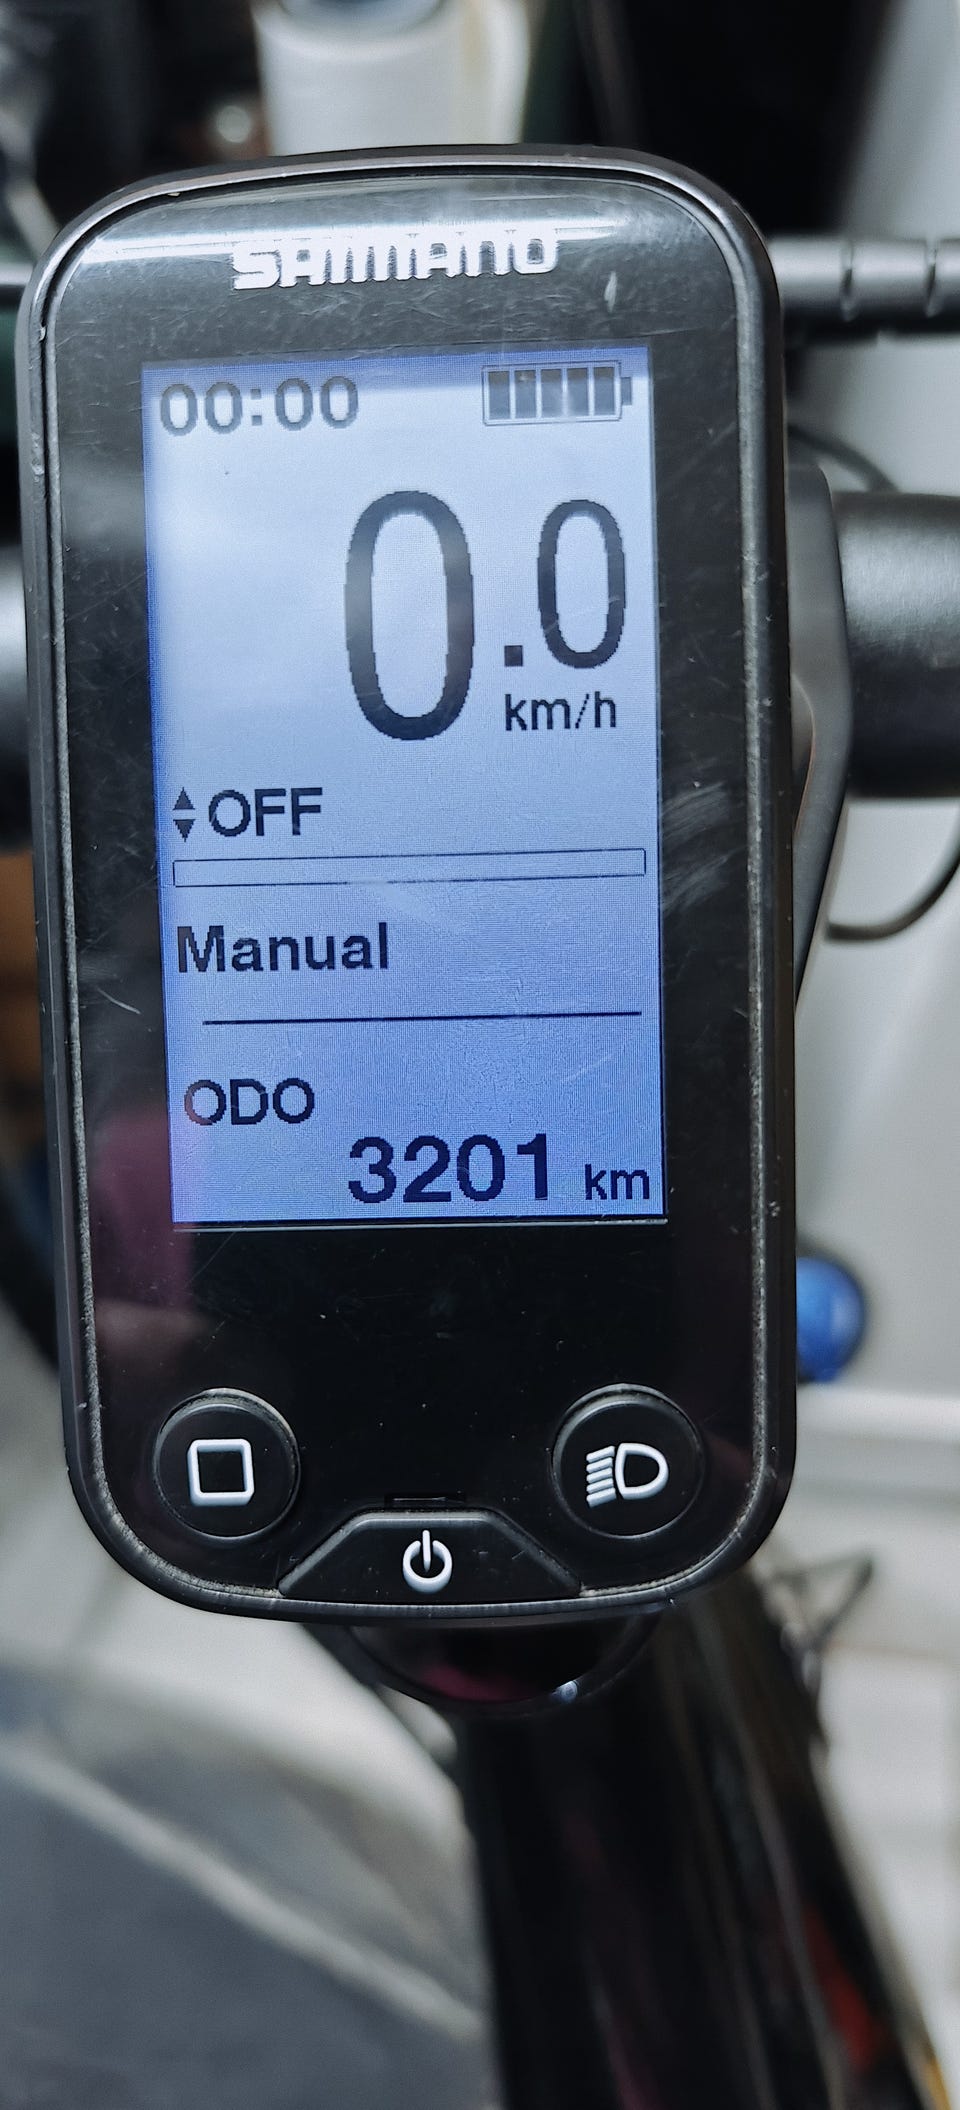 SHIMANO
00:00
0.0
km/h
OFF
Manual
ODO
3201 km